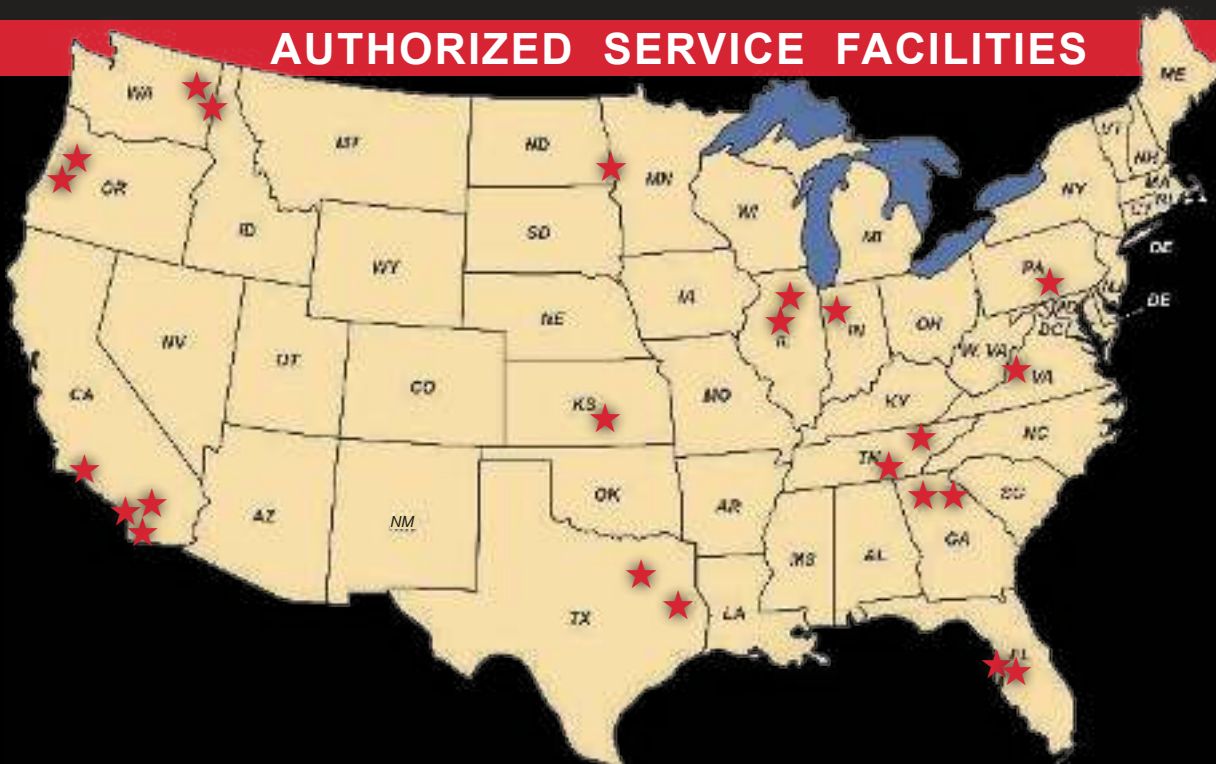 AUTHORIZED SERVICE FACILITIES
ME
WA
MT
ND
MN
VT
NH
OR
ID
SD
WI
MI
NY
MA
CT
RI
WY
IA
PA
NJ
DE
NE
IL
IN
OH
MD
DE
NV
UT
CO
KS
MO
W. VA
DC
VA
CA
KY
NC
TN
AZ
NM
OK
AR
SC
MS
AL
GA
TX
LA
FL